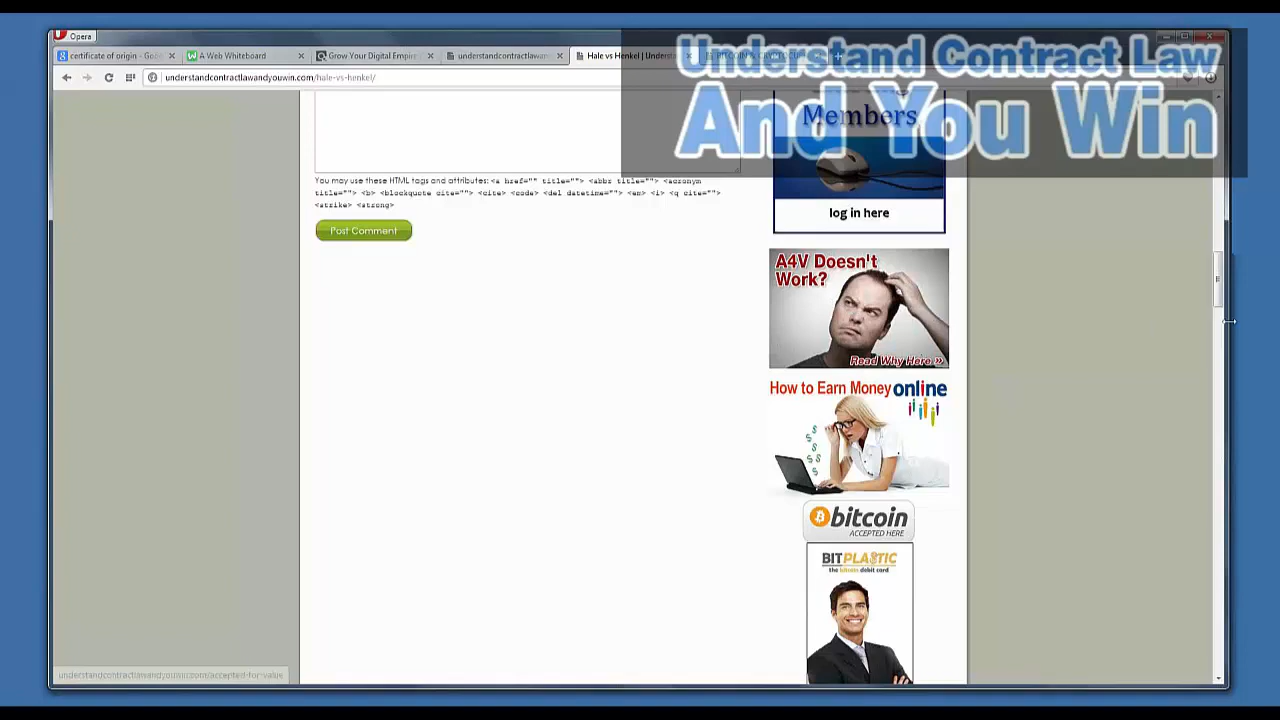 Opera
certificate of origin - Goo
A Web Whiteboard
Grow Your Digital Empire
understandcontractlawan
Hale vs Henkel | Underst
understandcontractlawandyouwin.com/hale-vs-henkel/
Understand Contract Law
And You Win
Members
log in here
You may use these HTML tags and attributes: <a href="" title=""> <abbr title=""> <acronym
title=""> <b> <blockquote cite=""> <cite> <code> <del datetime=""> <em> <i> <q cite="">
<strike> <strong>
Post Comment
A4V Doesn't
Work?
Read Why Here »
How to Earn Money online
bitcoin
ACCEPTED HERE
BITPLASTIC
the bitcoin debit card
understandcontractlawandyouwin.com/accepted-for-value